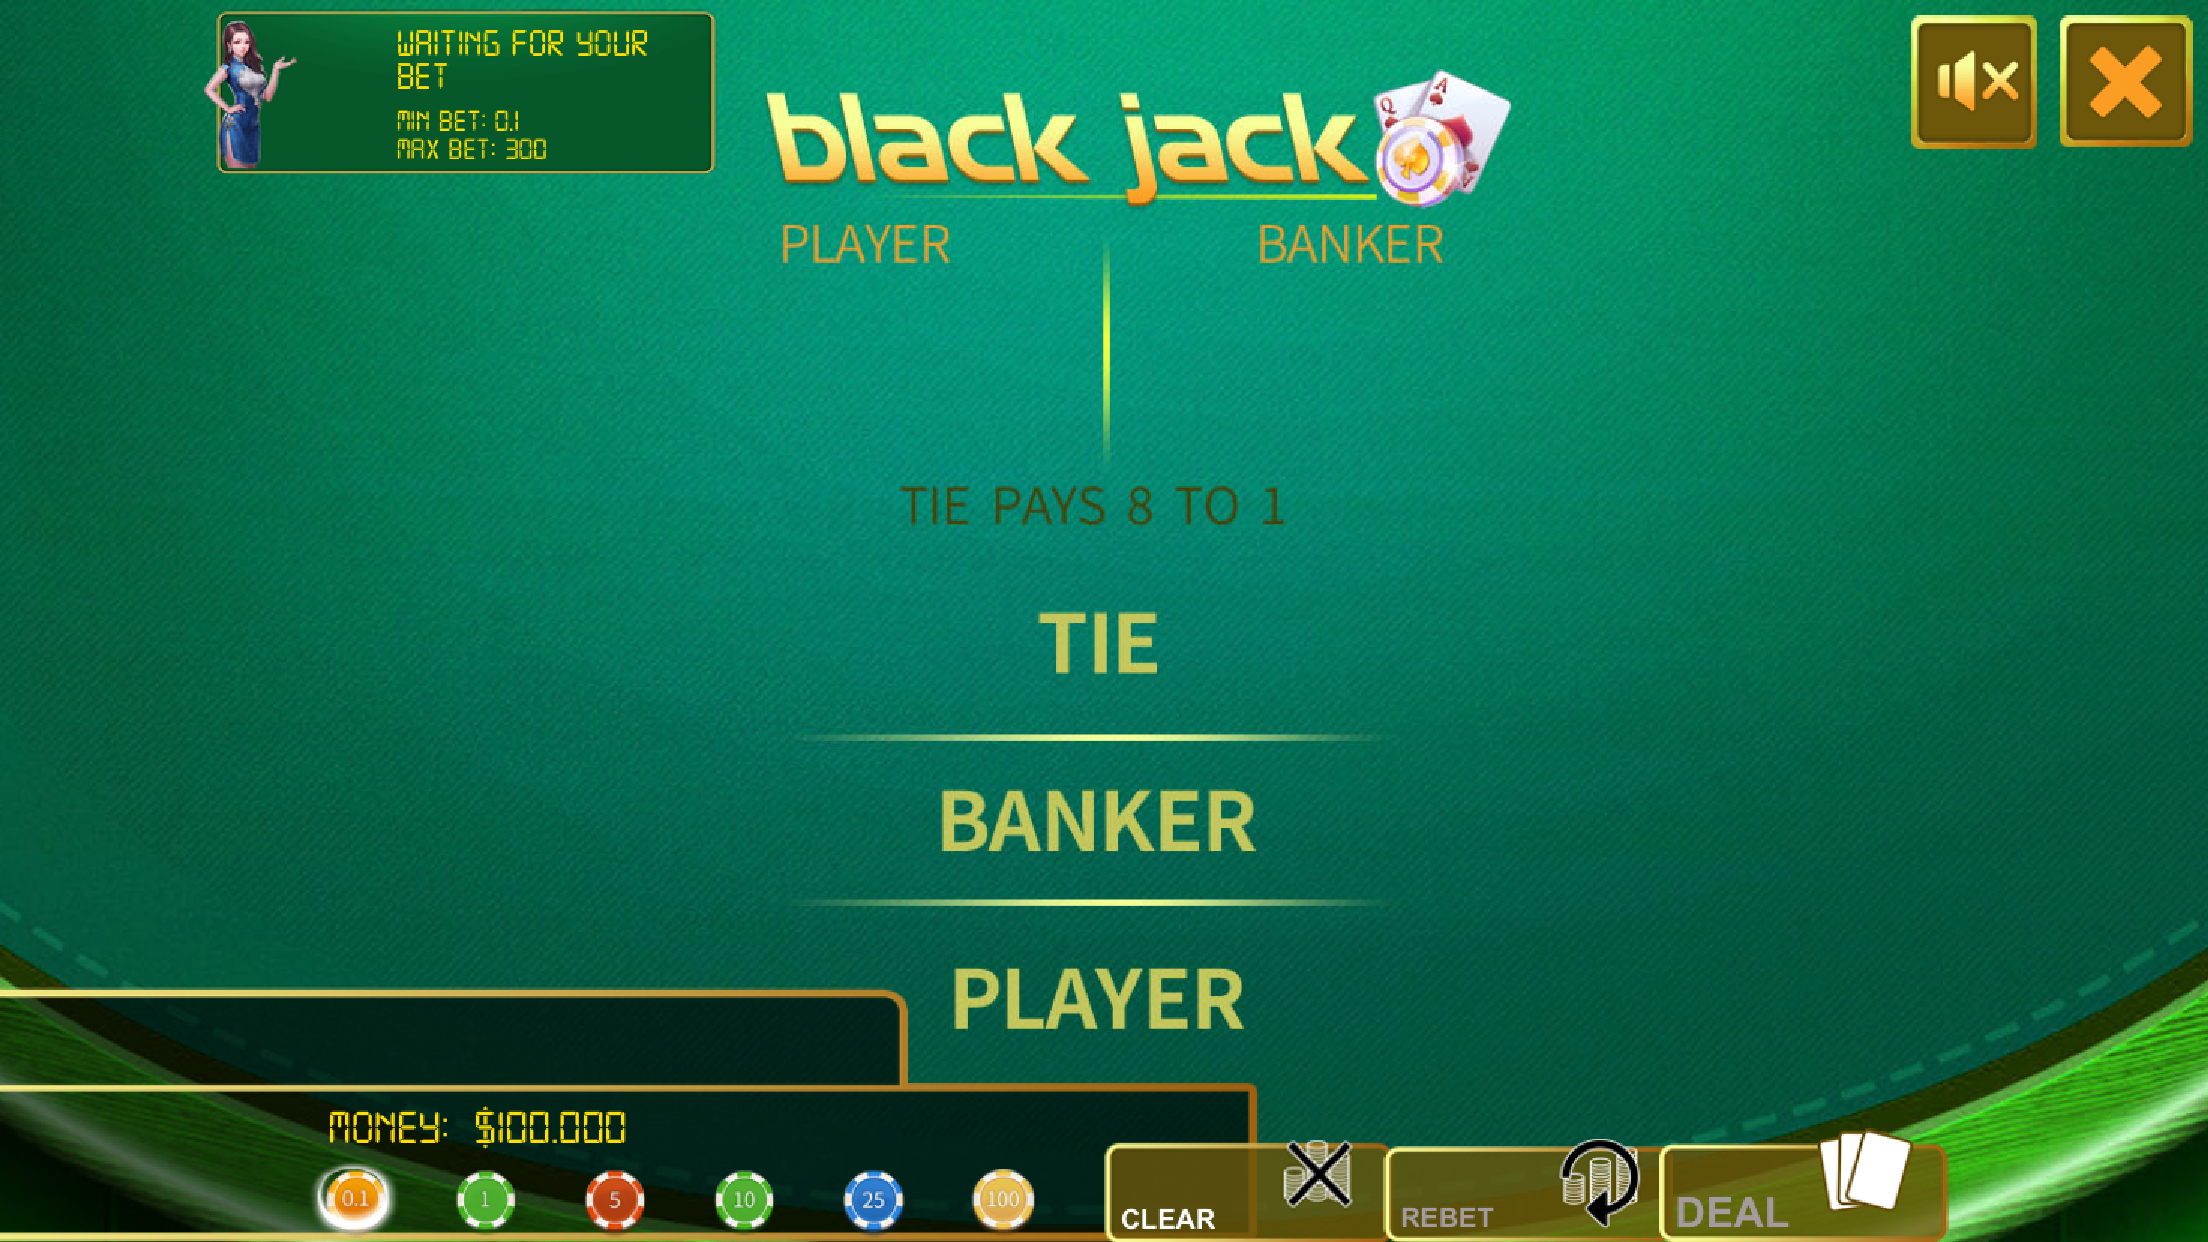 WAITING FOR YOUR
BET
MIN BET: 0.1
MAX BET: 300
black jack
Q
A
PLAYER
BANKER
TIE PAYS 8 TO 1
TIE
BANKER
PLAYER
MONEY: $100.000
0.1
1
5
10
25
100
CLEAR
REBET
DEAL